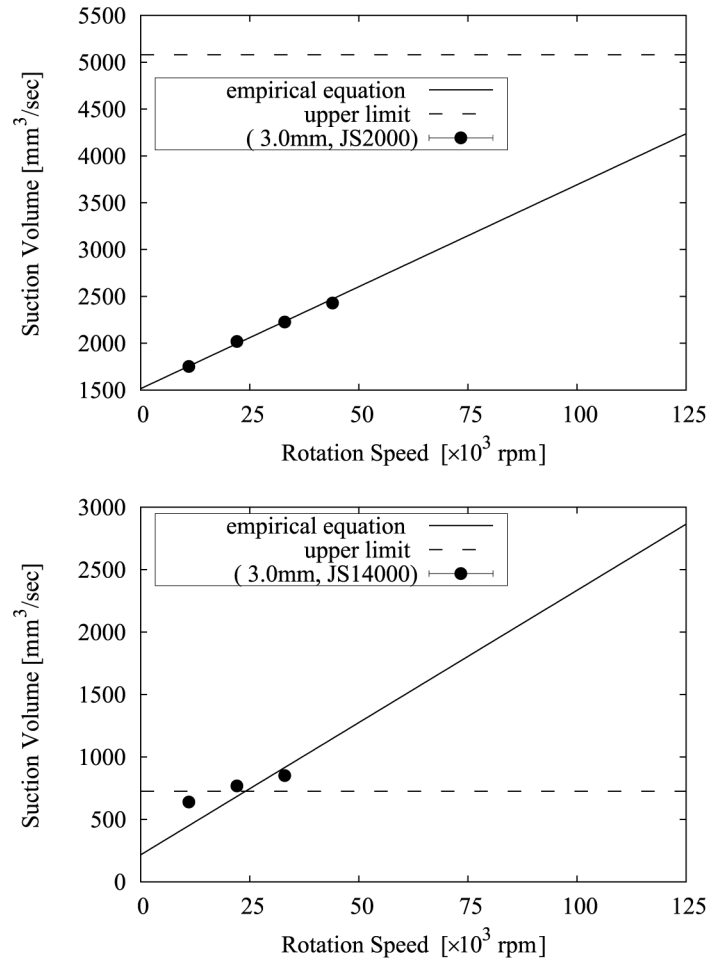 5500
5000
4500
4000
3500
3000
2500
2000
1500
Suction Volume [mm³/sec]
empirical equation
upper limit
( 3.0mm, JS2000)
0 25 50 75 100 125
Rotation Speed [×10³ rpm]
3000
2500
2000
1500
1000
500
0
Suction Volume [mm³/sec]
empirical equation
upper limit
( 3.0mm, JS14000)
0 25 50 75 100 125
Rotation Speed [×10³ rpm]